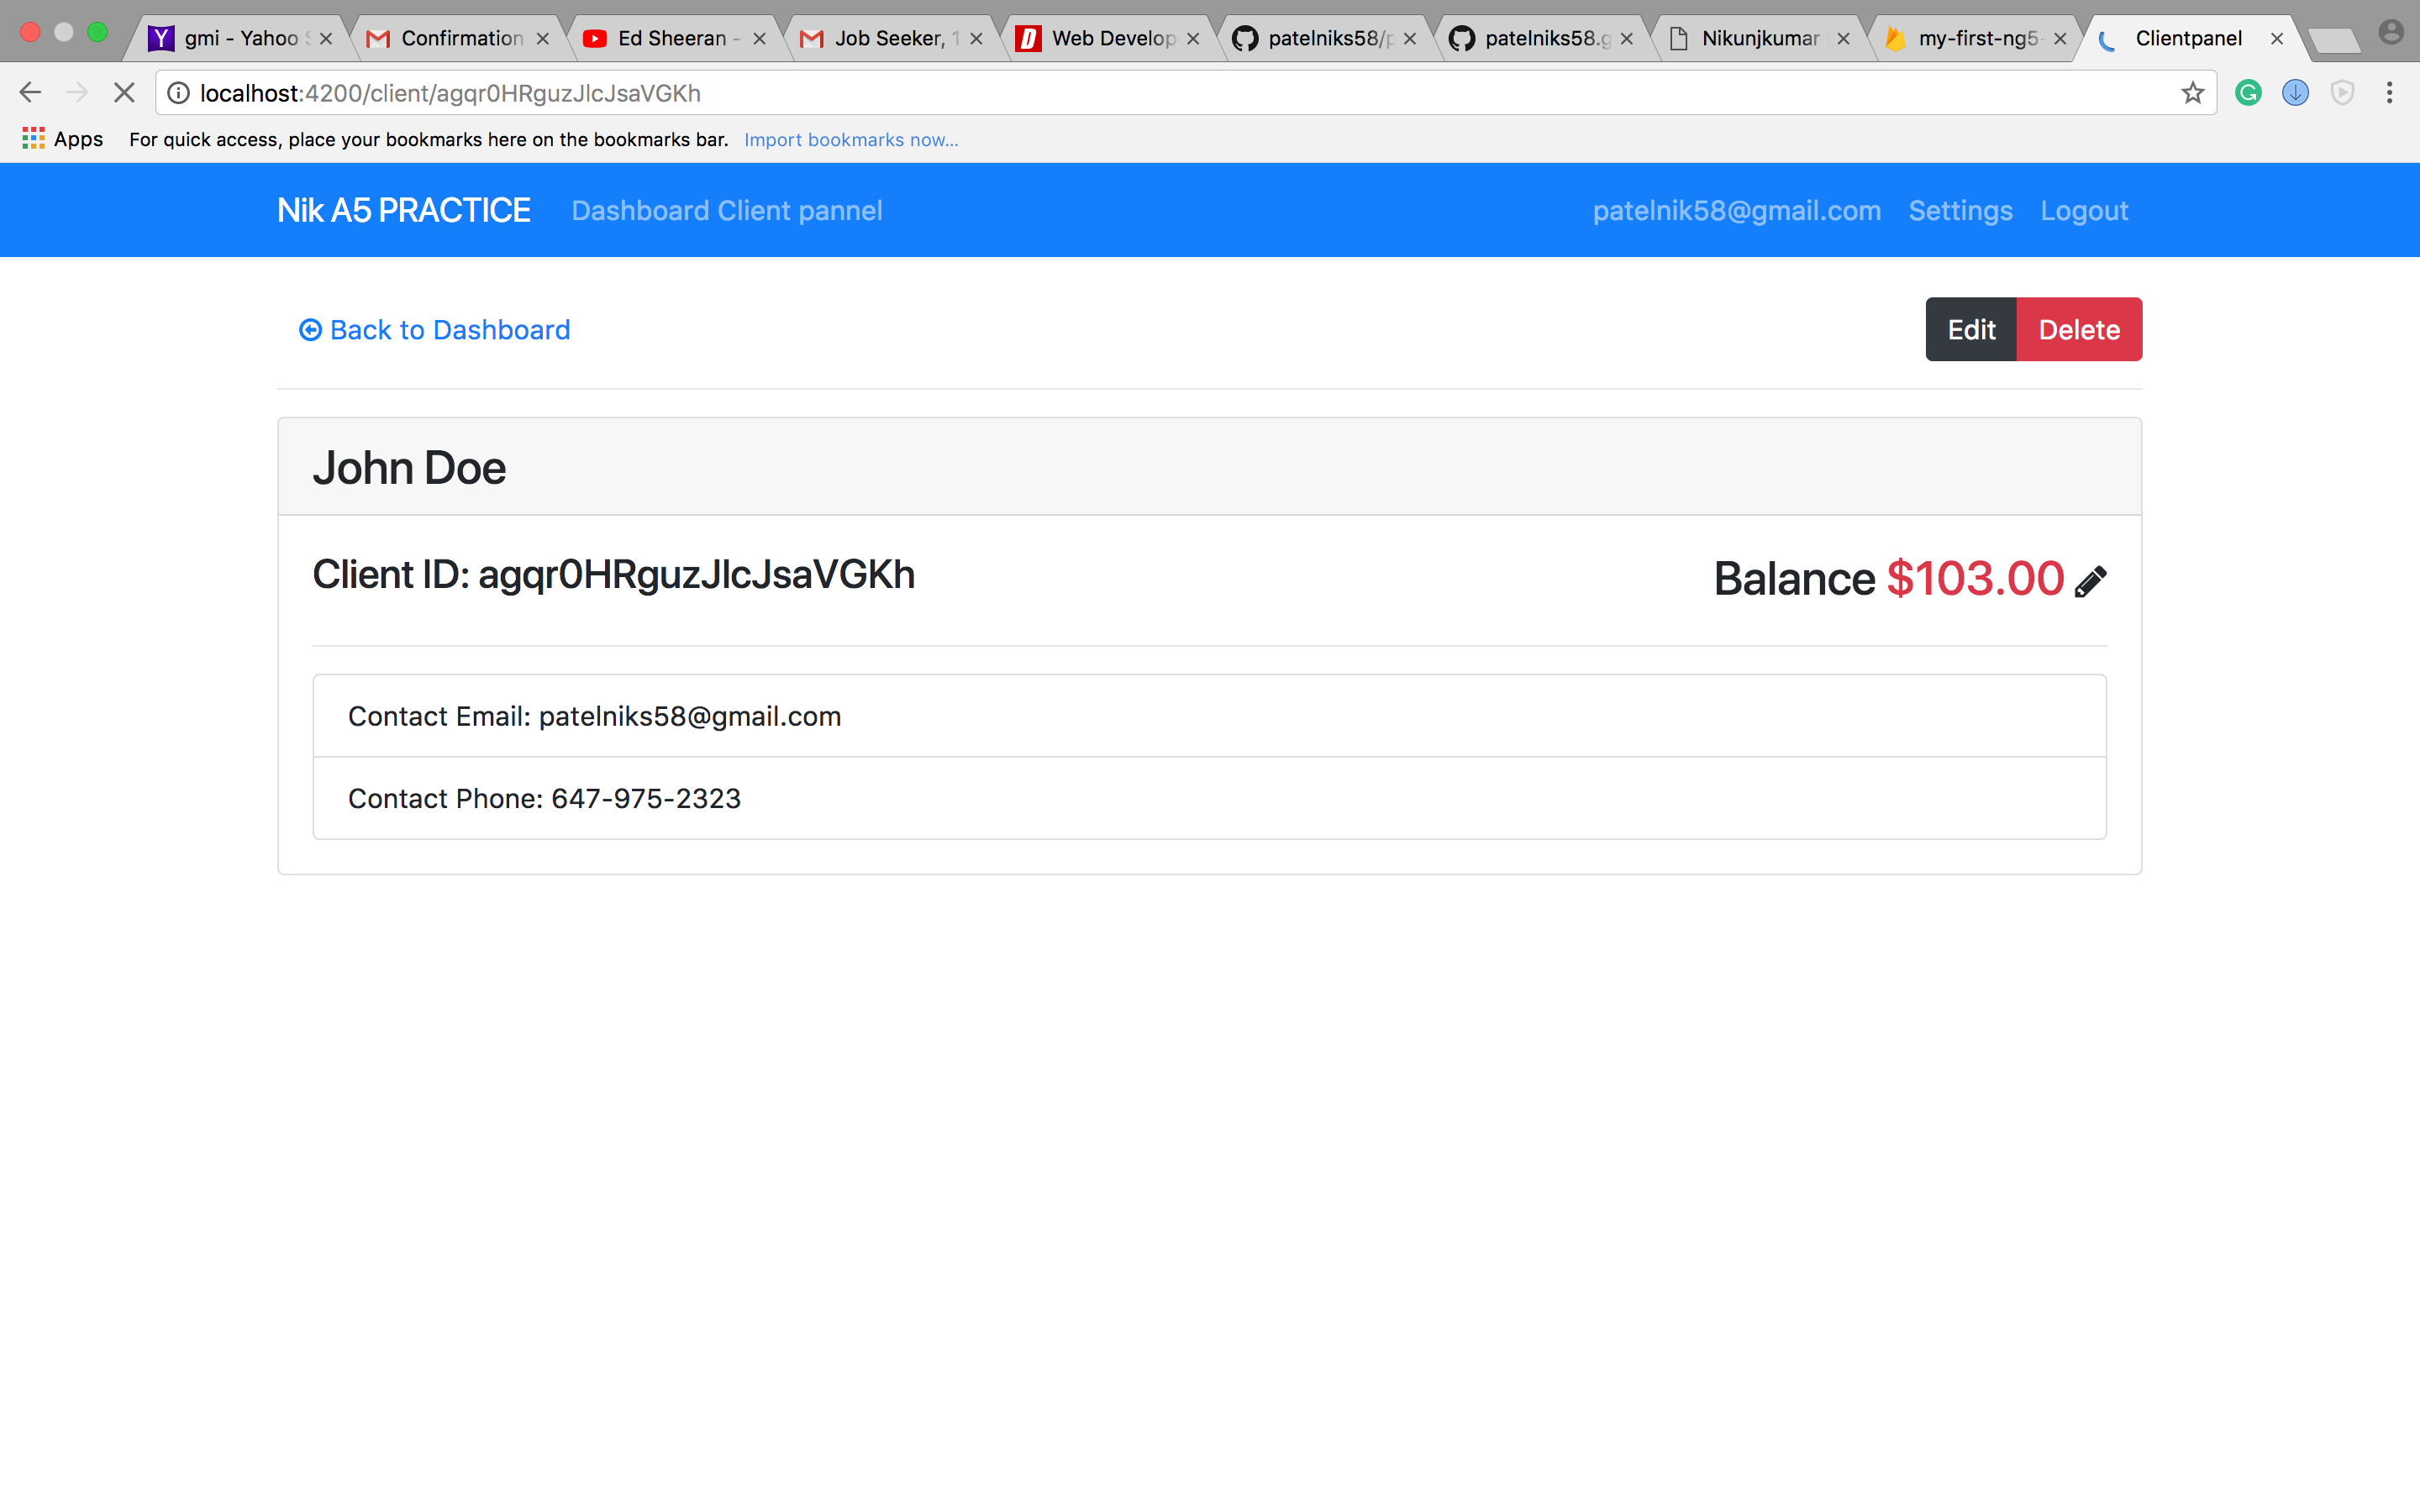 gmi - Yahoo S
Confirmation
Ed Sheeran -
Job Seeker, 1
Web Develop
patelniks58/p
patelniks58.g
Nikunjkumar
my-first-ng5-
Clientpanel
localhost:4200/client/agqr0HRguzJlcJsaVGKh
Apps For quick access, place your bookmarks here on the bookmarks bar. Import bookmarks now...
Nik A5 PRACTICE Dashboard Client pannel patelnik58@gmail.com Settings Logout
Back to Dashboard Edit Delete
John Doe
Client ID: agqr0HRguzJlcJsaVGKh Balance $103.00
Contact Email: patelniks58@gmail.com
Contact Phone: 647-975-2323